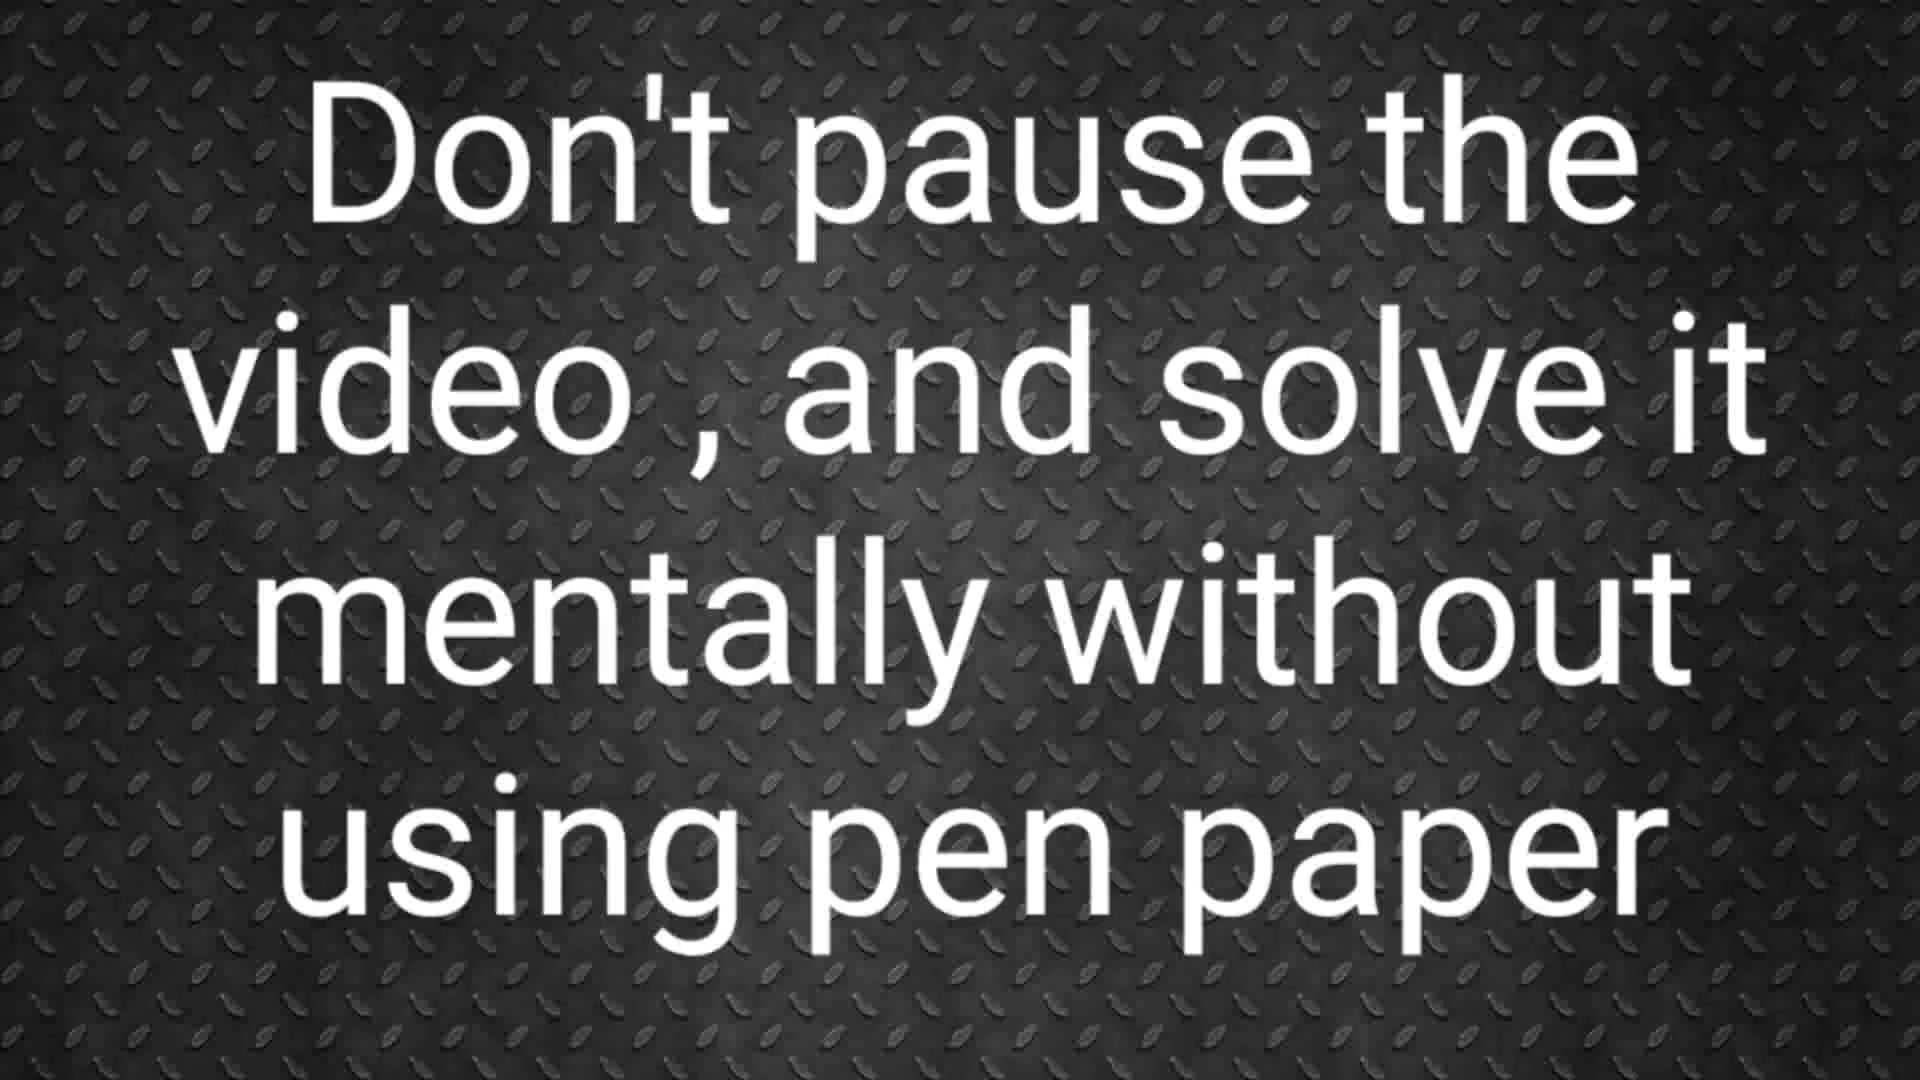 Don't pause the
video , and solve it
mentally without
using pen paper